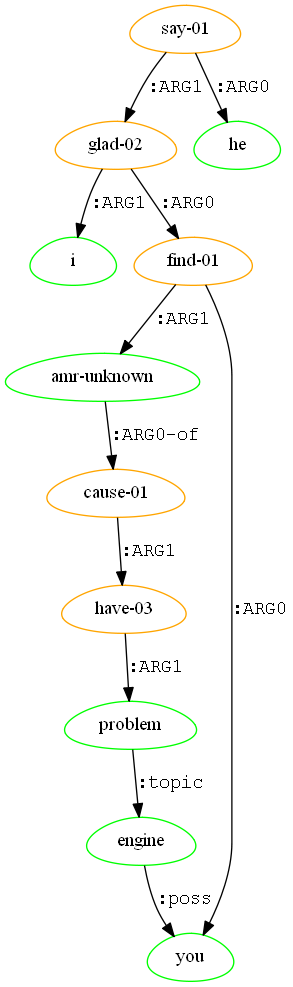 say-01
:ARG1 :ARG0
glad-02 he
:ARG1 :ARG0
i find-01
:ARG1
amr-unknown
:ARG0-of
cause-01
:ARG1
have-03 :ARG0
:ARG1
problem
:topic
engine
:poss
you